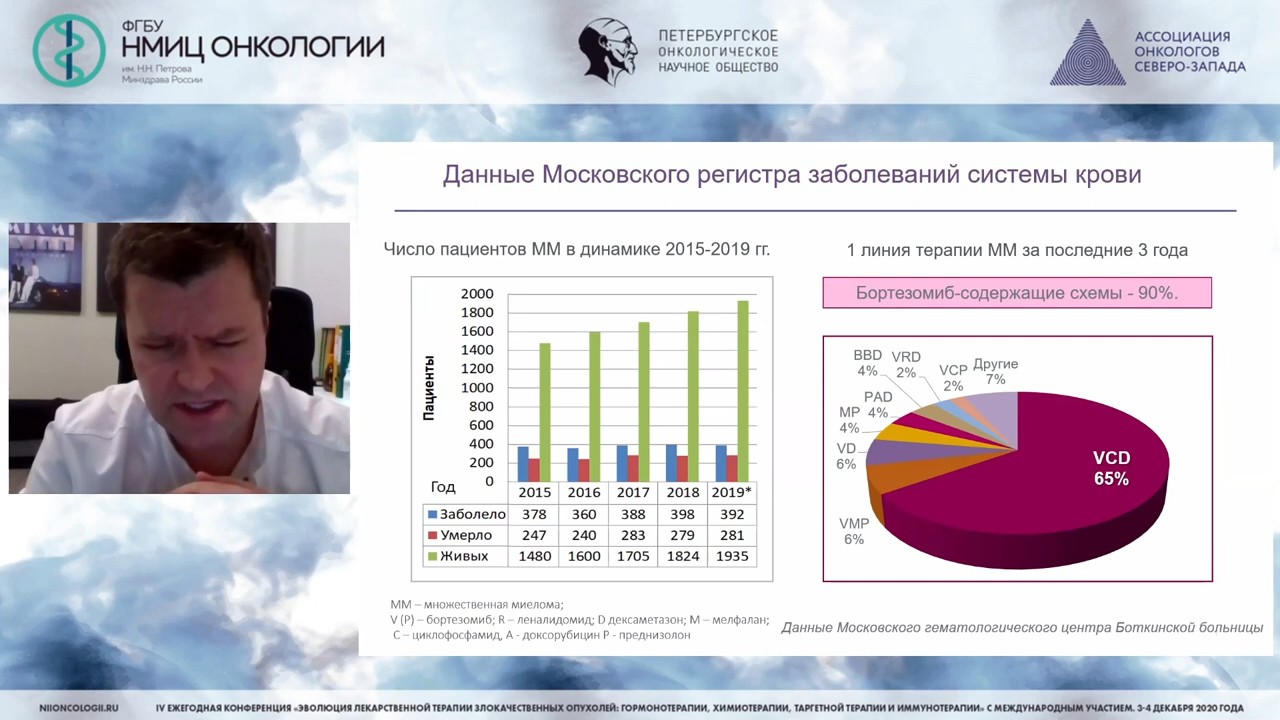 ФГБУ
НМИЦ ОНКОЛОГИИ
им. Н.Н. Петрова
Минздрава России
ПЕТЕРБУРГСКОЕ
ОНКОЛОГИЧЕСКОЕ
НАУЧНОЕ ОБЩЕСТВО
АССОЦИАЦИЯ
ОНКОЛОГОВ
СЕВЕРО-ЗАПАДА
Данные Московского регистра заболеваний системы крови
Число пациентов ММ в динамике 2015-2019 гг.
2000
1800
1600
1400
1200
1000
800
600
400
200
0
Пациенты
Год 2015 2016 2017 2018 2019*
Заболело 378 360 388 398 392
Умерло 247 240 283 279 281
Живых 1480 1600 1705 1824 1935
ММ – множественная миелома;
V (P) – бортезомиб; R – леналидомид; D дексаметазон; М – мелфалан;
С – циклофосфамид, А - доксорубицин Р - преднизолон
1 линия терапии ММ за последние 3 года
Бортезомиб-содержащие схемы - 90%.
BBD
4%
VRD
2%
VCP
2%
Другие
7%
PAD
4%
MP
4%
VD
6%
VMP
6%
VCD
65%
Данные Московского гематологического центра Боткинской больницы
NIIONCOLOGII.RU
IV ЕЖЕГОДНАЯ КОНФЕРЕНЦИЯ «ЭВОЛЮЦИЯ ЛЕКАРСТВЕННОЙ ТЕРАПИИ ЗЛОКАЧЕСТВЕННЫХ ОПУХОЛЕЙ: ГОРМОНОТЕРАПИИ, ХИМИОТЕРАПИИ, ТАРГЕТНОЙ ТЕРАПИИ И ИММУНОТЕРАПИИ» С МЕЖДУНАРОДНЫМ УЧАСТИЕМ. 3-4 ДЕКАБРЯ 2020 ГОДА